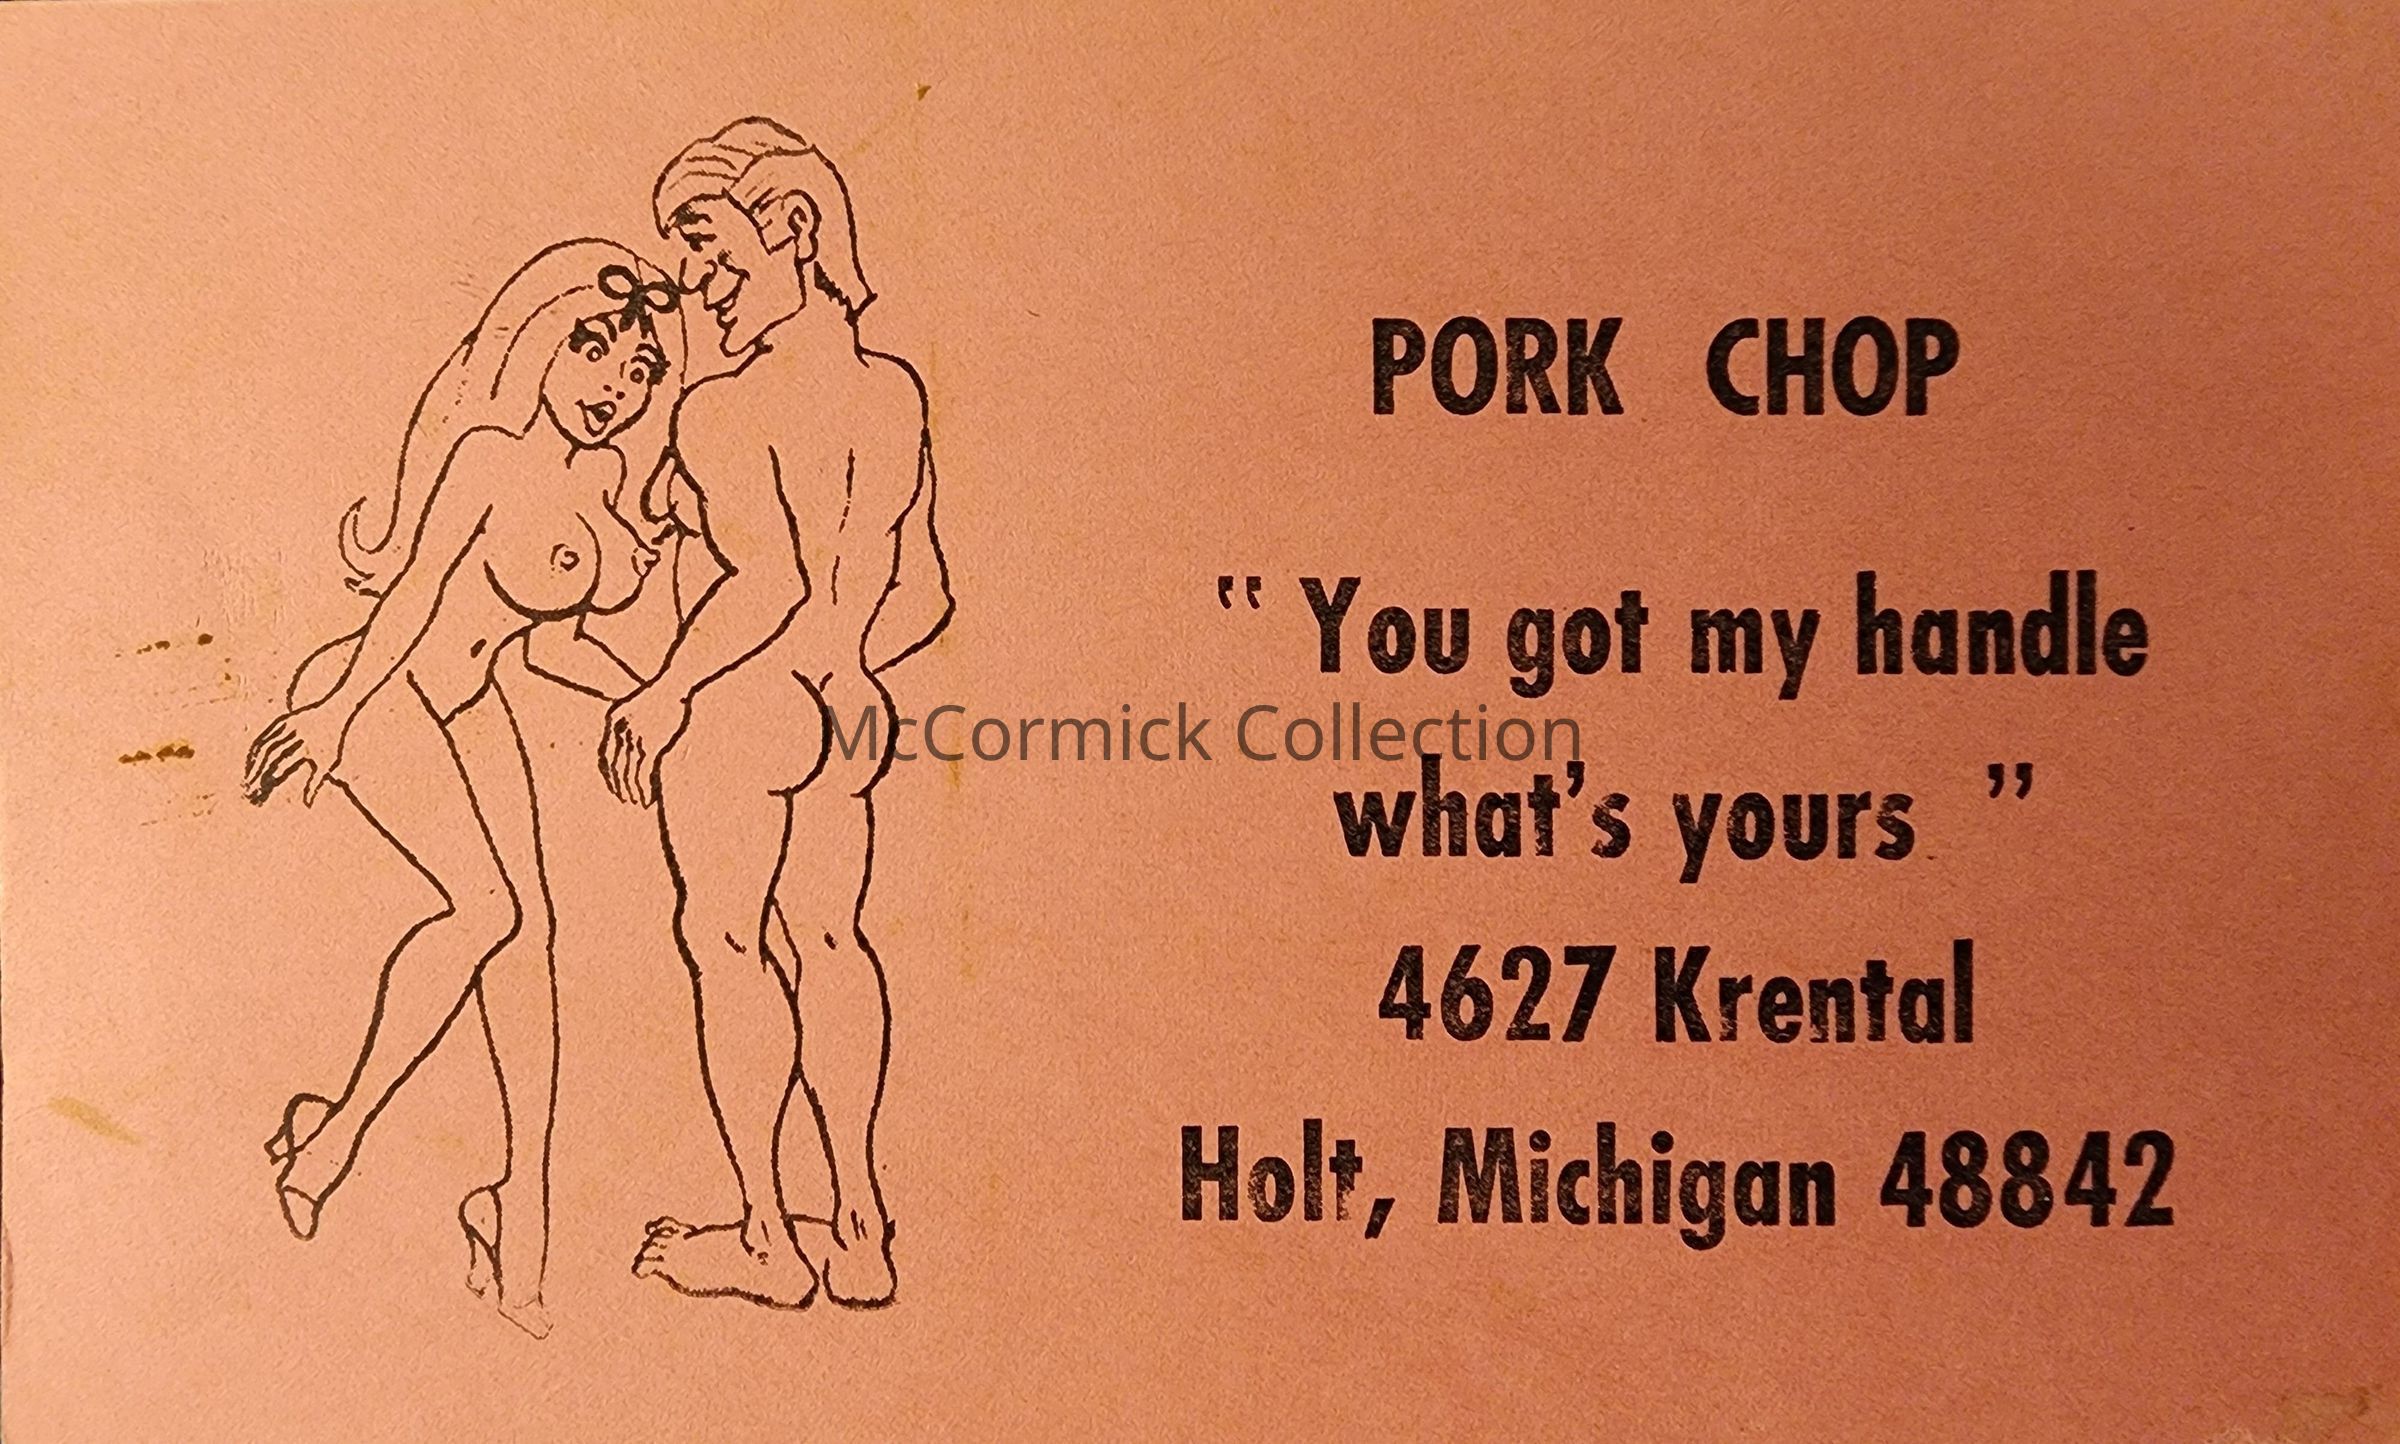 PORK CHOP
" You got my handle
what's yours "
McCormick Collection
4627 Krental
Holt, Michigan 48842